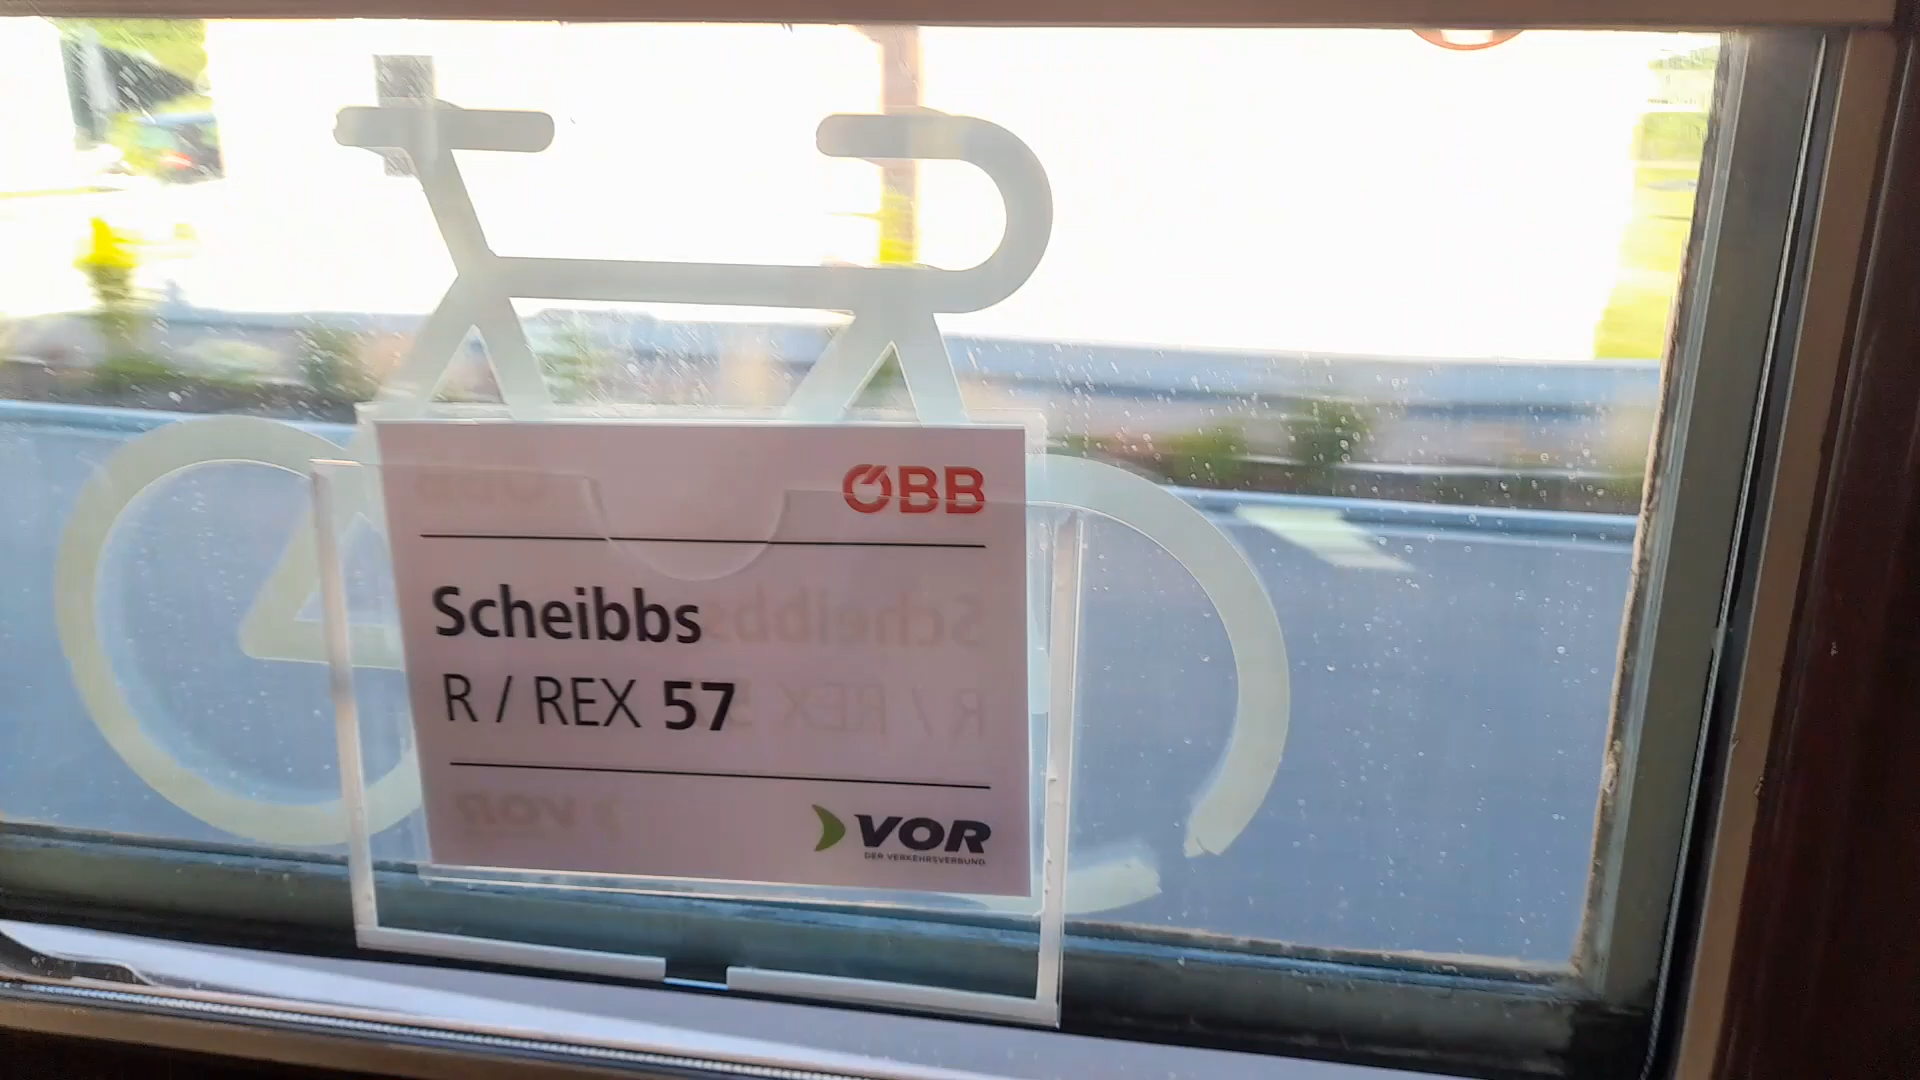 ÖBB
Scheibbs
R / REX 57
VOR
DER VERKEHRSVERBUND